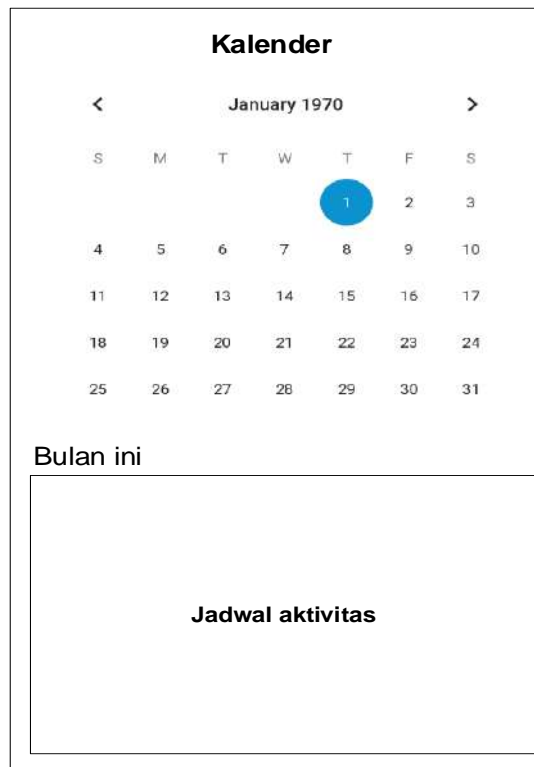 Kalender
< January 1970 >
S M T W T F S
1 2 3
4 5 6 7 8 9 10
11 12 13 14 15 16 17
18 19 20 21 22 23 24
25 26 27 28 29 30 31
Bulan ini
Jadwal aktivitas